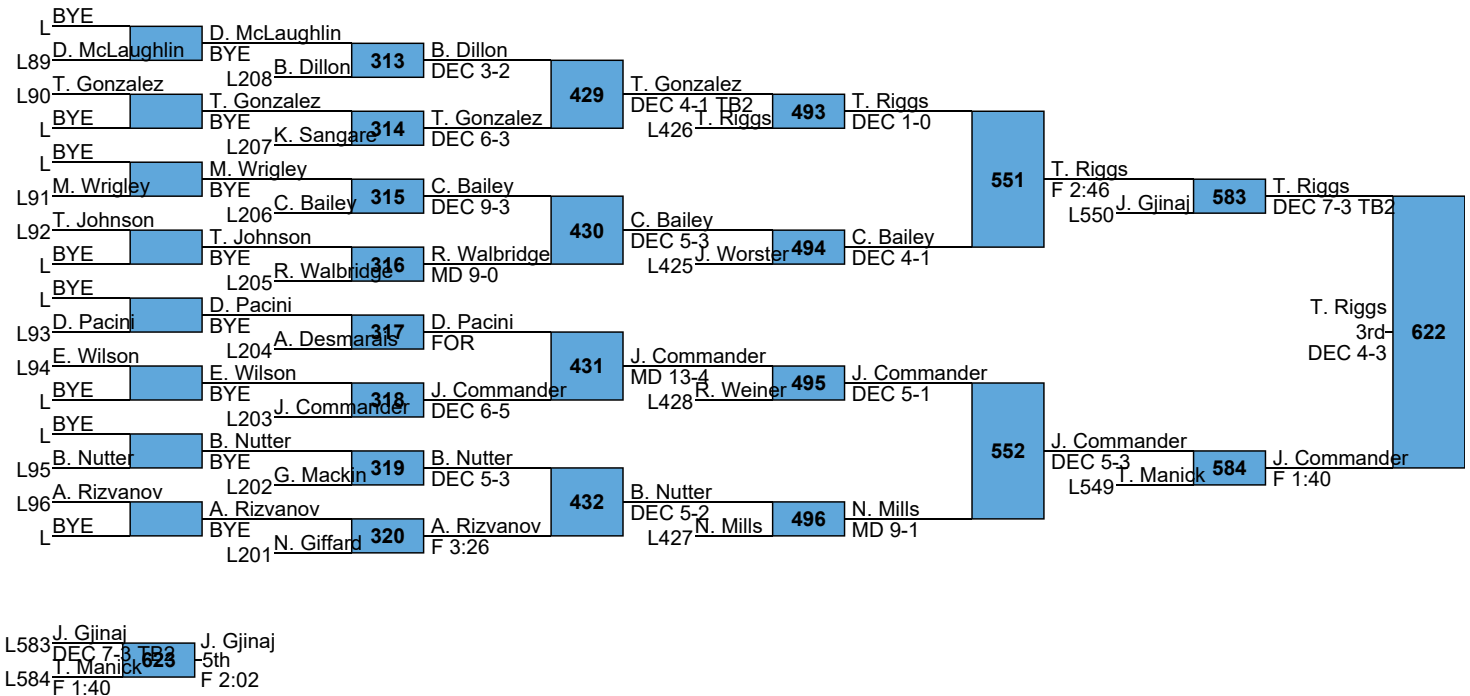 L BYE
L89 D. McLaughlin
D. McLaughlin
BYE
L208 B. Dillon
313
B. Dillon
DEC 3-2
L90 T. Gonzalez
L BYE
T. Gonzalez
BYE
L207 K. Sangare
314
T. Gonzalez
DEC 6-3
429
T. Gonzalez
DEC 4-1 TB2
L426 T. Riggs
493
T. Riggs
DEC 1-0
L BYE
L91 M. Wrigley
M. Wrigley
BYE
L206 C. Bailey
315
C. Bailey
DEC 9-3
L92 T. Johnson
L BYE
T. Johnson
BYE
L205 R. Walbridge
316
R. Walbridge
MD 9-0
430
C. Bailey
DEC 5-3
L425 J. Worster
494
C. Bailey
DEC 4-1
551
T. Riggs
F 2:46
L550 J. Gjinaj
583
T. Riggs
DEC 7-3 TB2
L BYE
L93 D. Pacini
D. Pacini
BYE
L204 A. Desmarais
317
D. Pacini
FOR
L94 E. Wilson
L BYE
E. Wilson
BYE
L203 J. Commander
318
J. Commander
DEC 6-5
431
J. Commander
MD 13-4
L428 R. Weiner
495
J. Commander
DEC 5-1
L BYE
L95 B. Nutter
B. Nutter
BYE
L202 G. Mackin
319
B. Nutter
DEC 5-3
L96 A. Rizvanov
L BYE
A. Rizvanov
BYE
L201 N. Giffard
320
A. Rizvanov
F 3:26
432
B. Nutter
DEC 5-2
L427 N. Mills
496
N. Mills
MD 9-1
552
J. Commander
DEC 5-3
L549 T. Manick
584
J. Commander
F 1:40
T. Riggs
3rd
DEC 4-3
622
L583 J. Gjinaj
DEC 7-3 TB2
L584 T. Manick
F 1:40
623
J. Gjinaj
5th
F 2:02